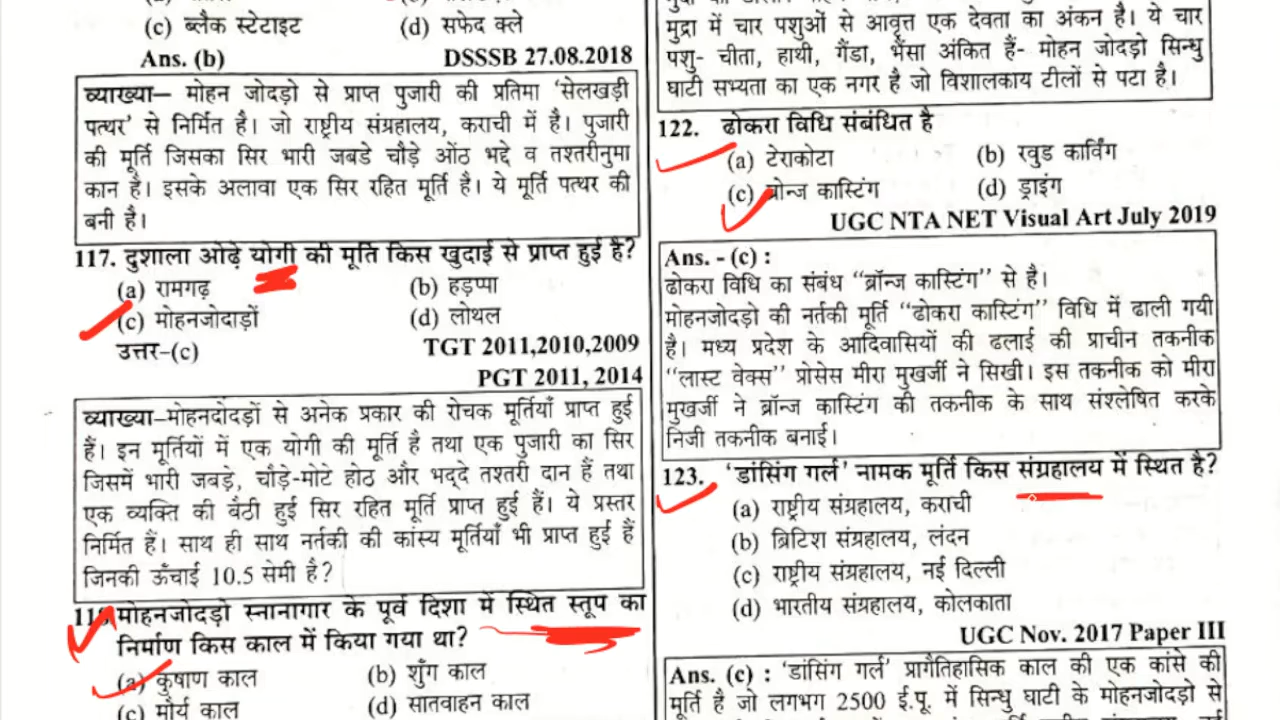 (c) ब्लैक स्टेटाइट (d) सफेद क्ले
Ans. (b) DSSSB 27.08.2018
व्याख्या– मोहन जोदड़ो से प्राप्त पुजारी की प्रतिमा ‘सेलखड़ी
पत्थर’ से निर्मित है। जो राष्ट्रीय संग्रहालय, कराची में है। पुजारी
की मूर्ति जिसका सिर भारी जबडे चौड़े ओंठ भद्दे व तश्तरीनुमा
कान है। इसके अलावा एक सिर रहित मूर्ति है। ये मूर्ति पत्थर की
बनी है।
117. दुशाला ओढ़े योगी की मूर्ति किस खुदाई से प्राप्त हुई है?
(a) रामगढ़ (b) हड़प्पा
(c) मोहनजोदाड़ों (d) लोथल
उत्तर–(c) TGT 2011,2010,2009
PGT 2011, 2014
व्याख्या–मोहनदोदड़ों से अनेक प्रकार की रोचक मूर्तियाँ प्राप्त हुई
हैं। इन मूर्तियों में एक योगी की मूर्ति है तथा एक पुजारी का सिर
जिसमें भारी जबड़े, चौड़े-मोटे होठ और भद्दे तश्तरी दान हैं तथा
एक व्यक्ति की बैठी हुई सिर रहित मूर्ति प्राप्त हुई हैं। ये प्रस्तर
निर्मित हैं। साथ ही साथ नर्तकी की कांस्य मूर्तियाँ भी प्राप्त हुई हैं
जिनकी ऊँचाई 10.5 सेमी है?
मोहनजोदड़ो स्नानागार के पूर्व दिशा में स्थित स्तूप का
निर्माण किस काल में किया गया था?
(a) कुषाण काल (b) शुँग काल
(c) मौर्य काल (d) सातवाहन काल
मुद्रा में चार पशुओं से आवृत्त एक देवता का अंकन है। ये चार
पशु- चीता, हाथी, गैंडा, भैंसा अंकित हैं- मोहन जोदड़ो सिन्धु
घाटी सभ्यता का एक नगर है जो विशालकाय टीलों से पटा है।
122. ढोकरा विधि संबंधित है
(a) टेराकोटा (b) रवुड कार्विंग
(c) ब्रोन्ज कास्टिंग (d) ड्राइंग
UGC NTA NET Visual Art July 2019
Ans. - (c) :
ढोकरा विधि का संबंध “ब्रॉन्ज कास्टिंग” से है।
मोहनजोदड़ो की नर्तकी मूर्ति “ढोकरा कास्टिंग” विधि में ढाली गयी
है। मध्य प्रदेश के आदिवासियों की ढलाई की प्राचीन तकनीक
“लास्ट वेक्स” प्रोसेस मीरा मुखर्जी ने सिखी। इस तकनीक को मीरा
मुखर्जी ने ब्रॉन्ज कास्टिंग की तकनीक के साथ संश्लेषित करके
निजी तकनीक बनाई।
123. ‘डांसिंग गर्ल’ नामक मूर्ति किस संग्रहालय में स्थित है?
(a) राष्ट्रीय संग्रहालय, कराची
(b) ब्रिटिश संग्रहालय, लंदन
(c) राष्ट्रीय संग्रहालय, नई दिल्ली
(d) भारतीय संग्रहालय, कोलकाता
UGC Nov. 2017 Paper III
Ans. (c) : ‘डांसिंग गर्ल’ प्रागैतिहासिक काल की एक कांसे की
मूर्ति है जो लगभग 2500 ई.पू. में सिन्धु घाटी के मोहनजोदड़ो से